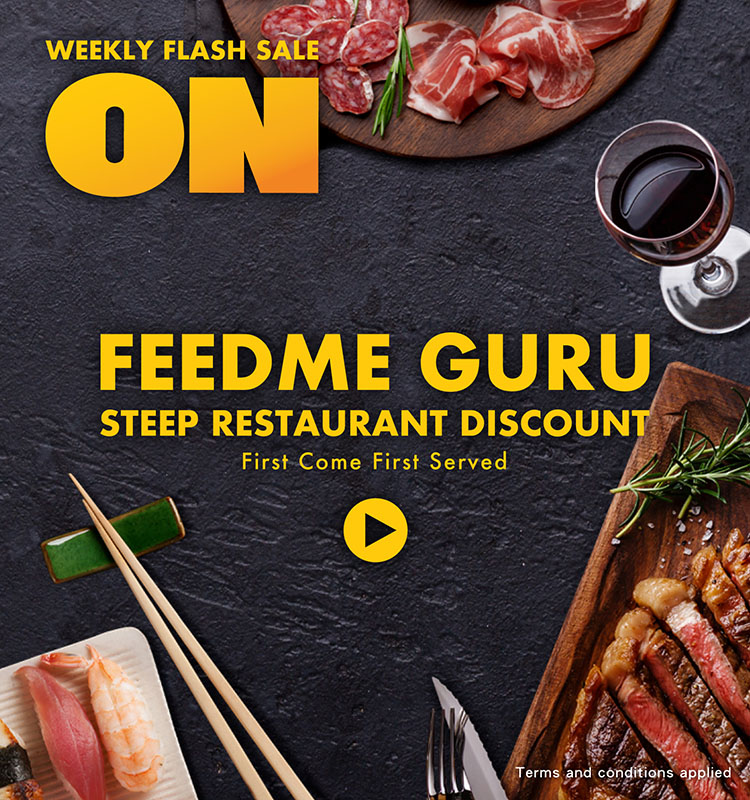 WEEKLY FLASH SALE
ON
FEEDME GURU
STEEP RESTAURANT DISCOUNT
First Come First Served
Terms and conditions applied